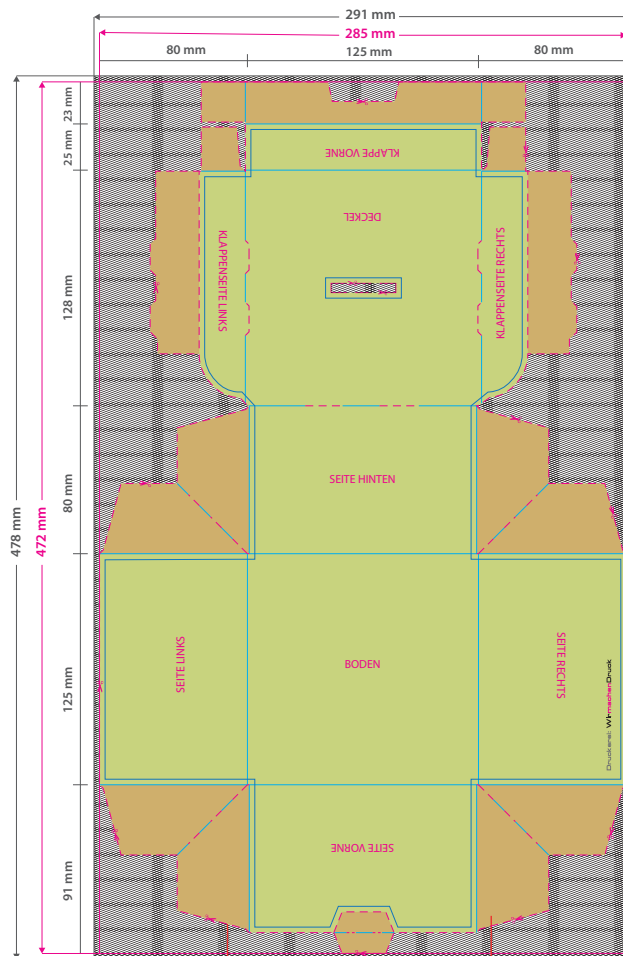 291 mm
285 mm
80 mm
125 mm
80 mm
23 mm
25 mm
128 mm
80 mm
125 mm
91 mm
478 mm
472 mm
KLAPPE VORNE
DECKEL
KLAPPENSEITE LINKS
KLAPPENSEITE RECHTS
SEITE HINTEN
SEITE LINKS
BODEN
SEITE RECHTS
Druckerei: WIRmachenDruck
SEITE VORNE